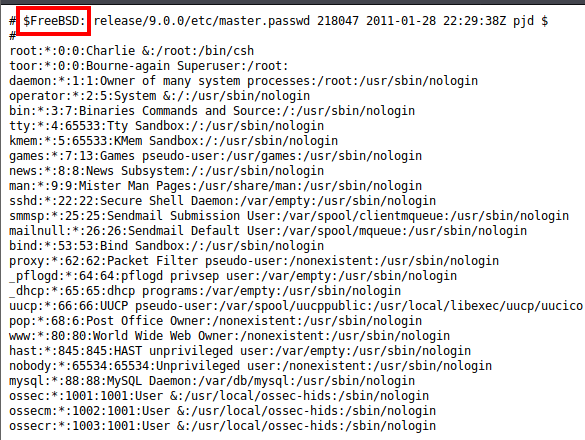 # $FreeBSD: release/9.0.0/etc/master.passwd 218047 2011-01-28 22:29:38Z pjd $
#
root:*:0:0:Charlie &:/root:/bin/csh
toor:*:0:0:Bourne-again Superuser:/root:
daemon:*:1:1:Owner of many system processes:/root:/usr/sbin/nologin
operator:*:2:5:System &:/:/usr/sbin/nologin
bin:*:3:7:Binaries Commands and Source:/:/usr/sbin/nologin
tty:*:4:65533:Tty Sandbox:/:/usr/sbin/nologin
kmem:*:5:65533:KMem Sandbox:/:/usr/sbin/nologin
games:*:7:13:Games pseudo-user:/usr/games:/usr/sbin/nologin
news:*:8:8:News Subsystem:/:/usr/sbin/nologin
man:*:9:9:Mister Man Pages:/usr/share/man:/usr/sbin/nologin
sshd:*:22:22:Secure Shell Daemon:/var/empty:/usr/sbin/nologin
smmsp:*:25:25:Sendmail Submission User:/var/spool/clientmqueue:/usr/sbin/nologin
mailnull:*:26:26:Sendmail Default User:/var/spool/mqueue:/usr/sbin/nologin
bind:*:53:53:Bind Sandbox:/:/usr/sbin/nologin
proxy:*:62:62:Packet Filter pseudo-user:/nonexistent:/usr/sbin/nologin
_pflogd:*:64:64:pflogd privsep user:/var/empty:/usr/sbin/nologin
_dhcp:*:65:65:dhcp programs:/var/empty:/usr/sbin/nologin
uucp:*:66:66:UUCP pseudo-user:/var/spool/uucppublic:/usr/local/libexec/uucp/uucico
pop:*:68:6:Post Office Owner:/nonexistent:/usr/sbin/nologin
www:*:80:80:World Wide Web Owner:/nonexistent:/usr/sbin/nologin
hast:*:845:845:HAST unprivileged user:/var/empty:/usr/sbin/nologin
nobody:*:65534:65534:Unprivileged user:/nonexistent:/usr/sbin/nologin
mysql:*:88:88:MySQL Daemon:/var/db/mysql:/usr/sbin/nologin
ossec:*:1001:1001:User &:/usr/local/ossec-hids:/sbin/nologin
ossecm:*:1002:1001:User &:/usr/local/ossec-hids:/sbin/nologin
ossecr:*:1003:1001:User &:/usr/local/ossec-hids:/sbin/nologin